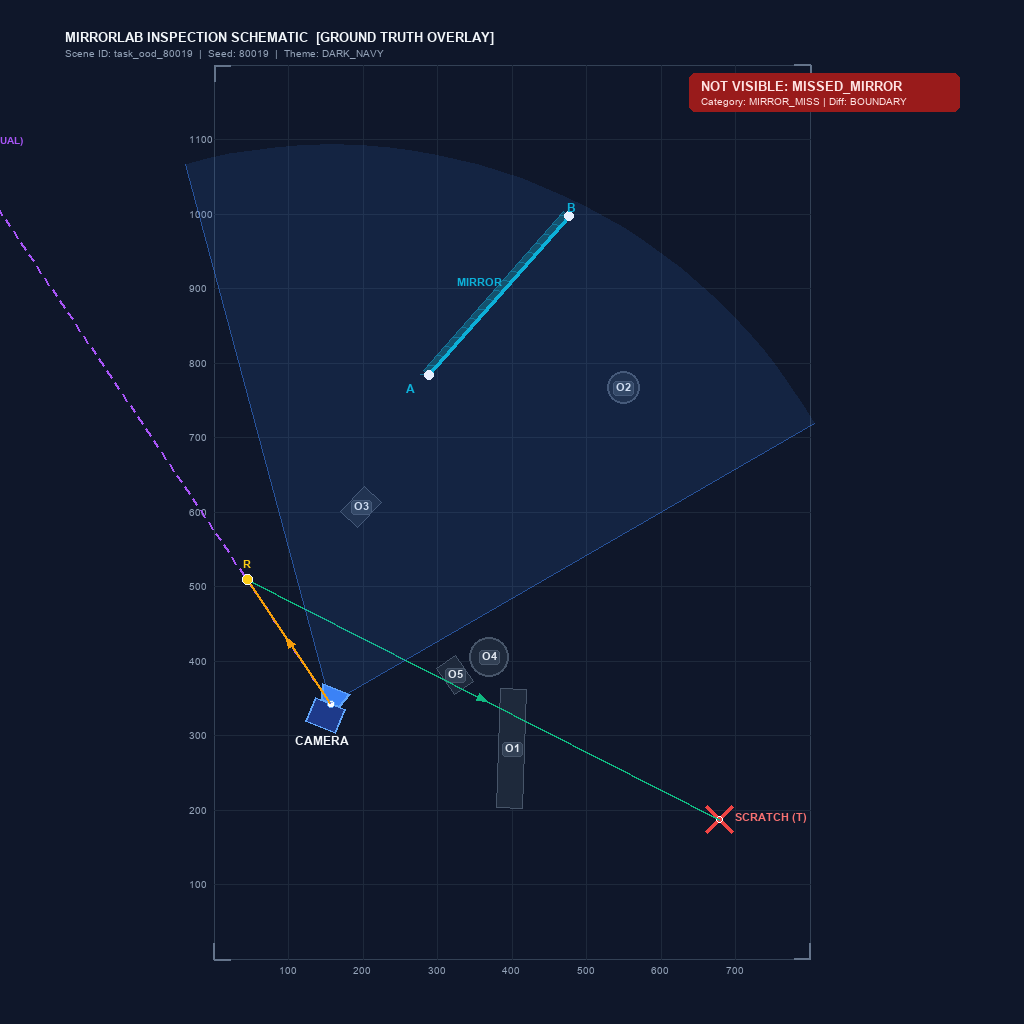 MIRRORLAB INSPECTION SCHEMATIC  [GROUND TRUTH OVERLAY]
Scene ID: task_ood_80019  |  Seed: 80019  |  Theme: DARK_NAVY
NOT VISIBLE: MISSED_MIRROR
Category: MIRROR_MISS | Diff: BOUNDARY
UAL)
1100
1000
900
800
700
600
500
400
300
200
100
B
MIRROR
A
O2
O3
R
O4
O5
CAMERA
O1
SCRATCH (T)
100
200
300
400
500
600
700